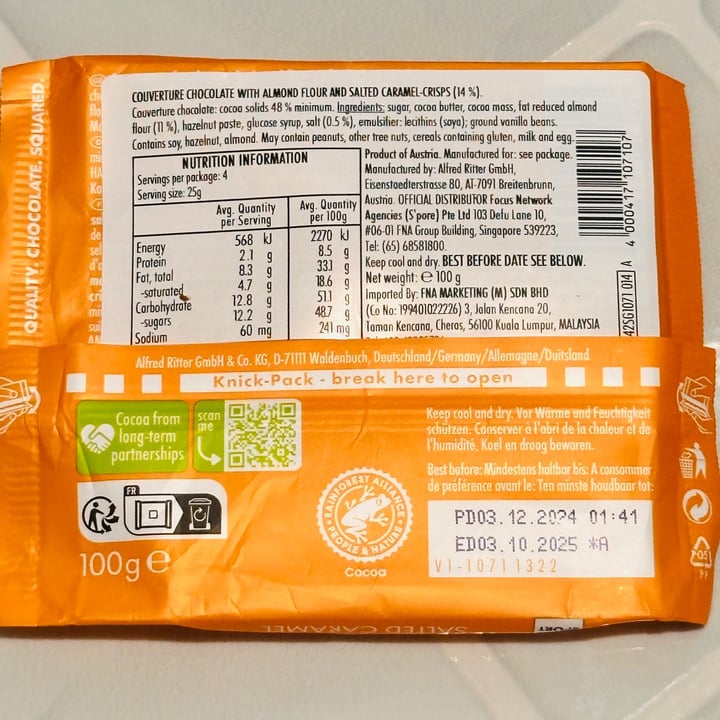 QUALITY. CHOCOLATE. SQUARED.
COUVERTURE CHOCOLATE WITH ALMOND FLOUR AND SALTED CARAMEL-CRISPS (14 %).
Couverture chocolate: cocoa solids 48 % minimum. Ingredients: sugar, cocoa butter, cocoa mass, fat reduced almond
flour (11 %), hazelnut paste, glucose syrup, salt (0.5 %), emulsifier: lecithins (soya); ground vanilla beans.
Contains soy, hazelnut, almond. May contain peanuts, other tree nuts, cereals containing gluten, milk and egg.
NUTRITION INFORMATION
Servings per package: 4
Serving size: 25g
Avg. Quantity per Serving Avg. Quantity per 100g
Energy 568 kJ 2270 kJ
Protein 2.1 g 8.5 g
Fat, total 8.3 g 33.1 g
-saturated 4.7 g 18.6 g
Carbohydrate 12.8 g 51.1 g
-sugars 12.2 g 48.7 g
Sodium 60 mg 241 mg
Product of Austria. Manufactured for: see package.
Manufactured by: Alfred Ritter GmbH,
Eisenstaedterstrasse 80, AT-7091 Breitenbrunn,
Austria. OFFICIAL DISTRIBUTOR Focus Network
Agencies (S'pore) Pte Ltd 103 Defu Lane 10,
#06-01 FNA Group Building, Singapore 539223,
Tel: (65) 68581800.
Keep cool and dry. BEST BEFORE DATE SEE BELOW.
Net weight: e 100 g
Imported By: FNA MARKETING (M) SDN BHD
(Co No: 199401022226) 3, Jalan Kencana 20,
Taman Kencana, Cheras, 56100 Kuala Lumpur, MALAYSIA
4 000417 107107
42SG1071 014 A
Alfred Ritter GmbH & Co. KG, D-71111 Waldenbuch, Deutschland/Germany/Allemagne/Duitsland
Knick-Pack - break here to open
Cocoa from
long-term
partnerships
scan
me
FR
100g e
RAINFOREST ALLIANCE
PEOPLE & NATURE
Cocoa
Keep cool and dry. Vor Wärme und Feuchtigkeit
schützen. Conserver à l'abri de la chaleur et de
l'humidité. Koel en droog bewaren.
Best before: Mindestens haltbar bis: A consommer
de préférence avant le: Ten minste houdbaar tot:
PD03.12.2024 01:41
ED03.10.2025 *A
V1-1071 1322
05
PP
SALTED CARAMEL